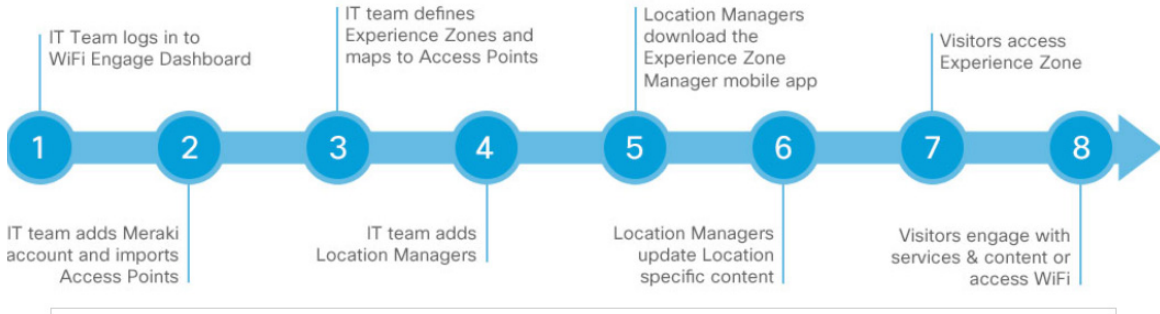 IT Team logs in to
WiFi Engage Dashboard
IT team defines
Experience Zones and
maps to Access Points
Location Managers
download the
Experience Zone
Manager mobile app
Visitors access
Experience Zone
1
2
3
4
5
6
7
8
IT team adds Meraki
account and imports
Access Points
IT team adds
Location Managers
Location Managers
update Location
specific content
Visitors engage with
services & content or
access WiFi